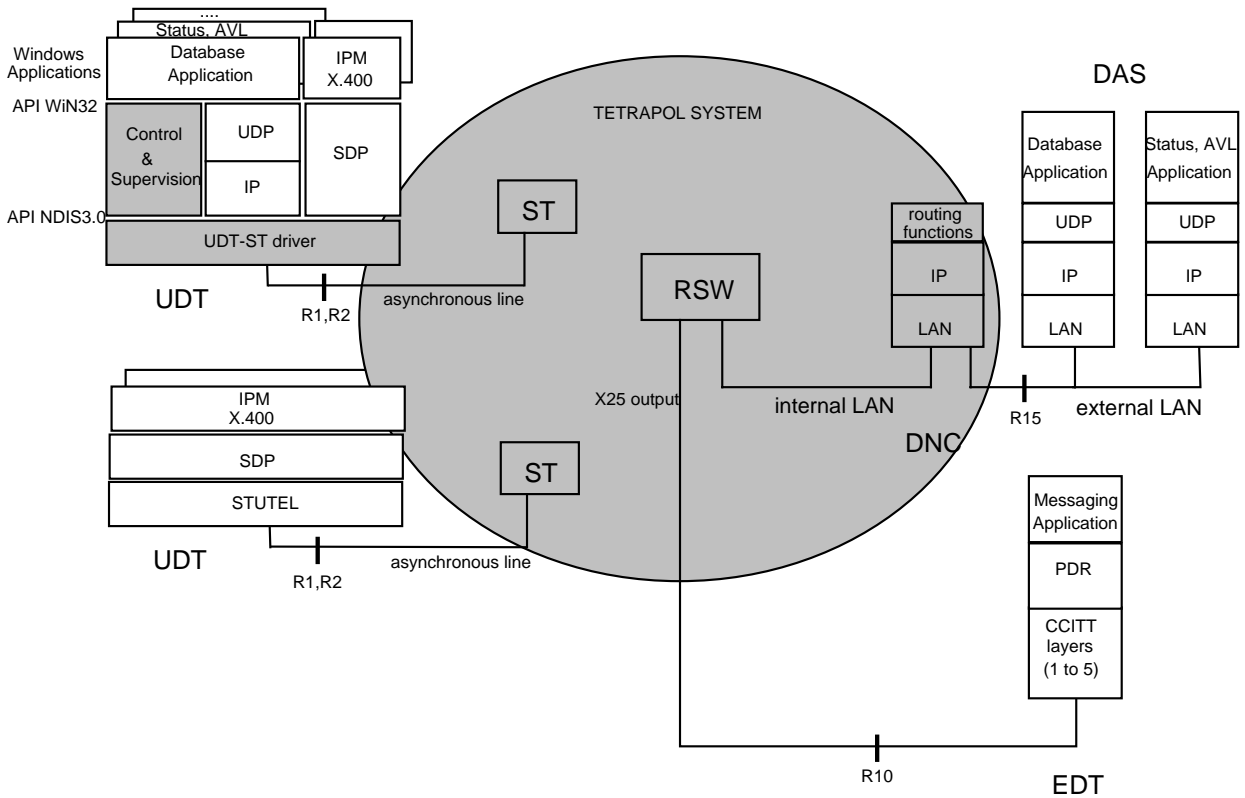 ....
Status, AVL
Database
Application
IPM
X.400
Windows
Applications
API WiN32
Control
&
Supervision
UDP
IP
SDP
API NDIS3.0
UDT-ST driver
UDT
R1,R2
asynchronous line
ST
TETRAPOL SYSTEM
RSW
routing
functions
IP
LAN
DAS
Database
Application
UDP
IP
LAN
Status, AVL
Application
UDP
IP
LAN
X25 output
internal LAN
DNC
R15
external LAN
IPM
X.400
SDP
STUTEL
UDT
R1,R2
asynchronous line
ST
Messaging
Application
PDR
CCITT
layers
(1 to 5)
R10
EDT